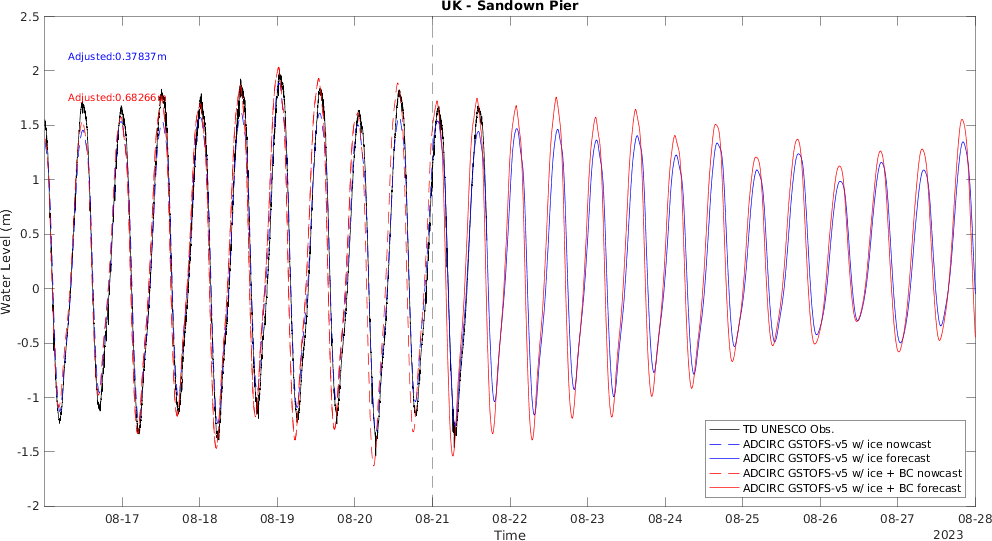 UK - Sandown Pier
2.5
2
1.5
1
0.5
0
-0.5
-1
-1.5
-2
Water Level (m)
Adjusted:0.37837m
Adjusted:0.68266m
TD UNESCO Obs.
ADCIRC GSTOFS-v5 w/ ice nowcast
ADCIRC GSTOFS-v5 w/ ice forecast
ADCIRC GSTOFS-v5 w/ ice + BC nowcast
ADCIRC GSTOFS-v5 w/ ice + BC forecast
08-17 08-18 08-19 08-20 08-21 08-22 08-23 08-24 08-25 08-26 08-27 08-28
Time
2023